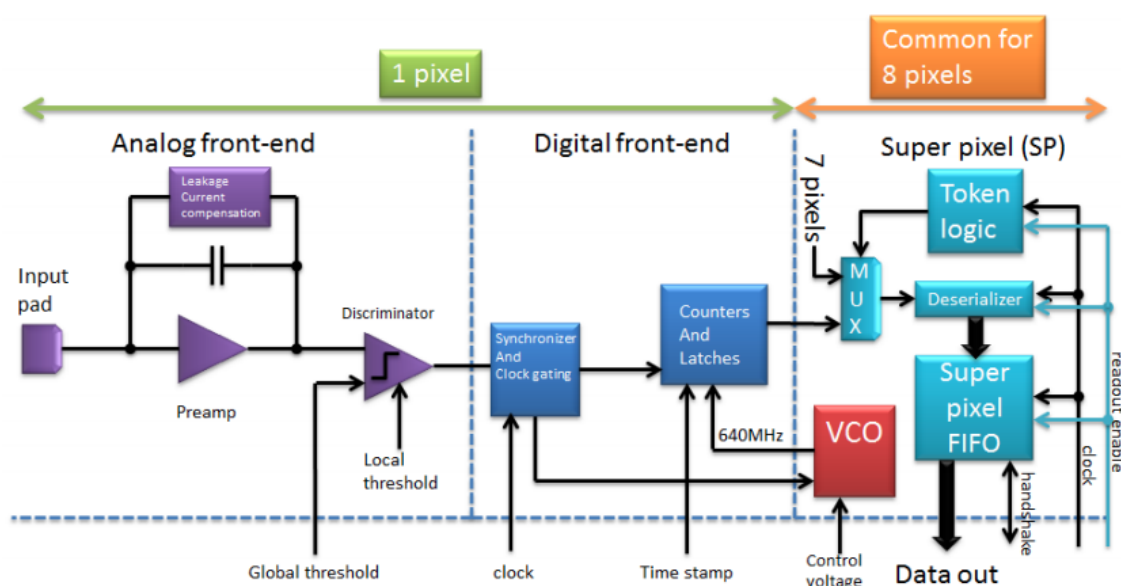 1 pixel
Common for
8 pixels
Analog front-end
Digital front-end
Super pixel (SP)
Leakage
Current
compensation
7 pixels
Token
logic
Input
pad
M
U
X
Discriminator
Deserializer
Synchronizer
And
Clock gating
Counters
And
Latches
Preamp
Super
pixel
FIFO
readout enable
640MHz
VCO
Local
threshold
clock
handshake
Global threshold
clock
Time stamp
Control
voltage
Data out